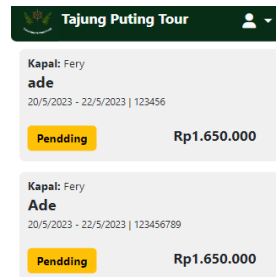 Tajung Puting Tour
Kapal: Fery
ade
20/5/2023 - 22/5/2023 | 123456
Pendding
Rp1.650.000
Kapal: Fery
Ade
20/5/2023 - 22/5/2023 | 123456789
Pendding
Rp1.650.000